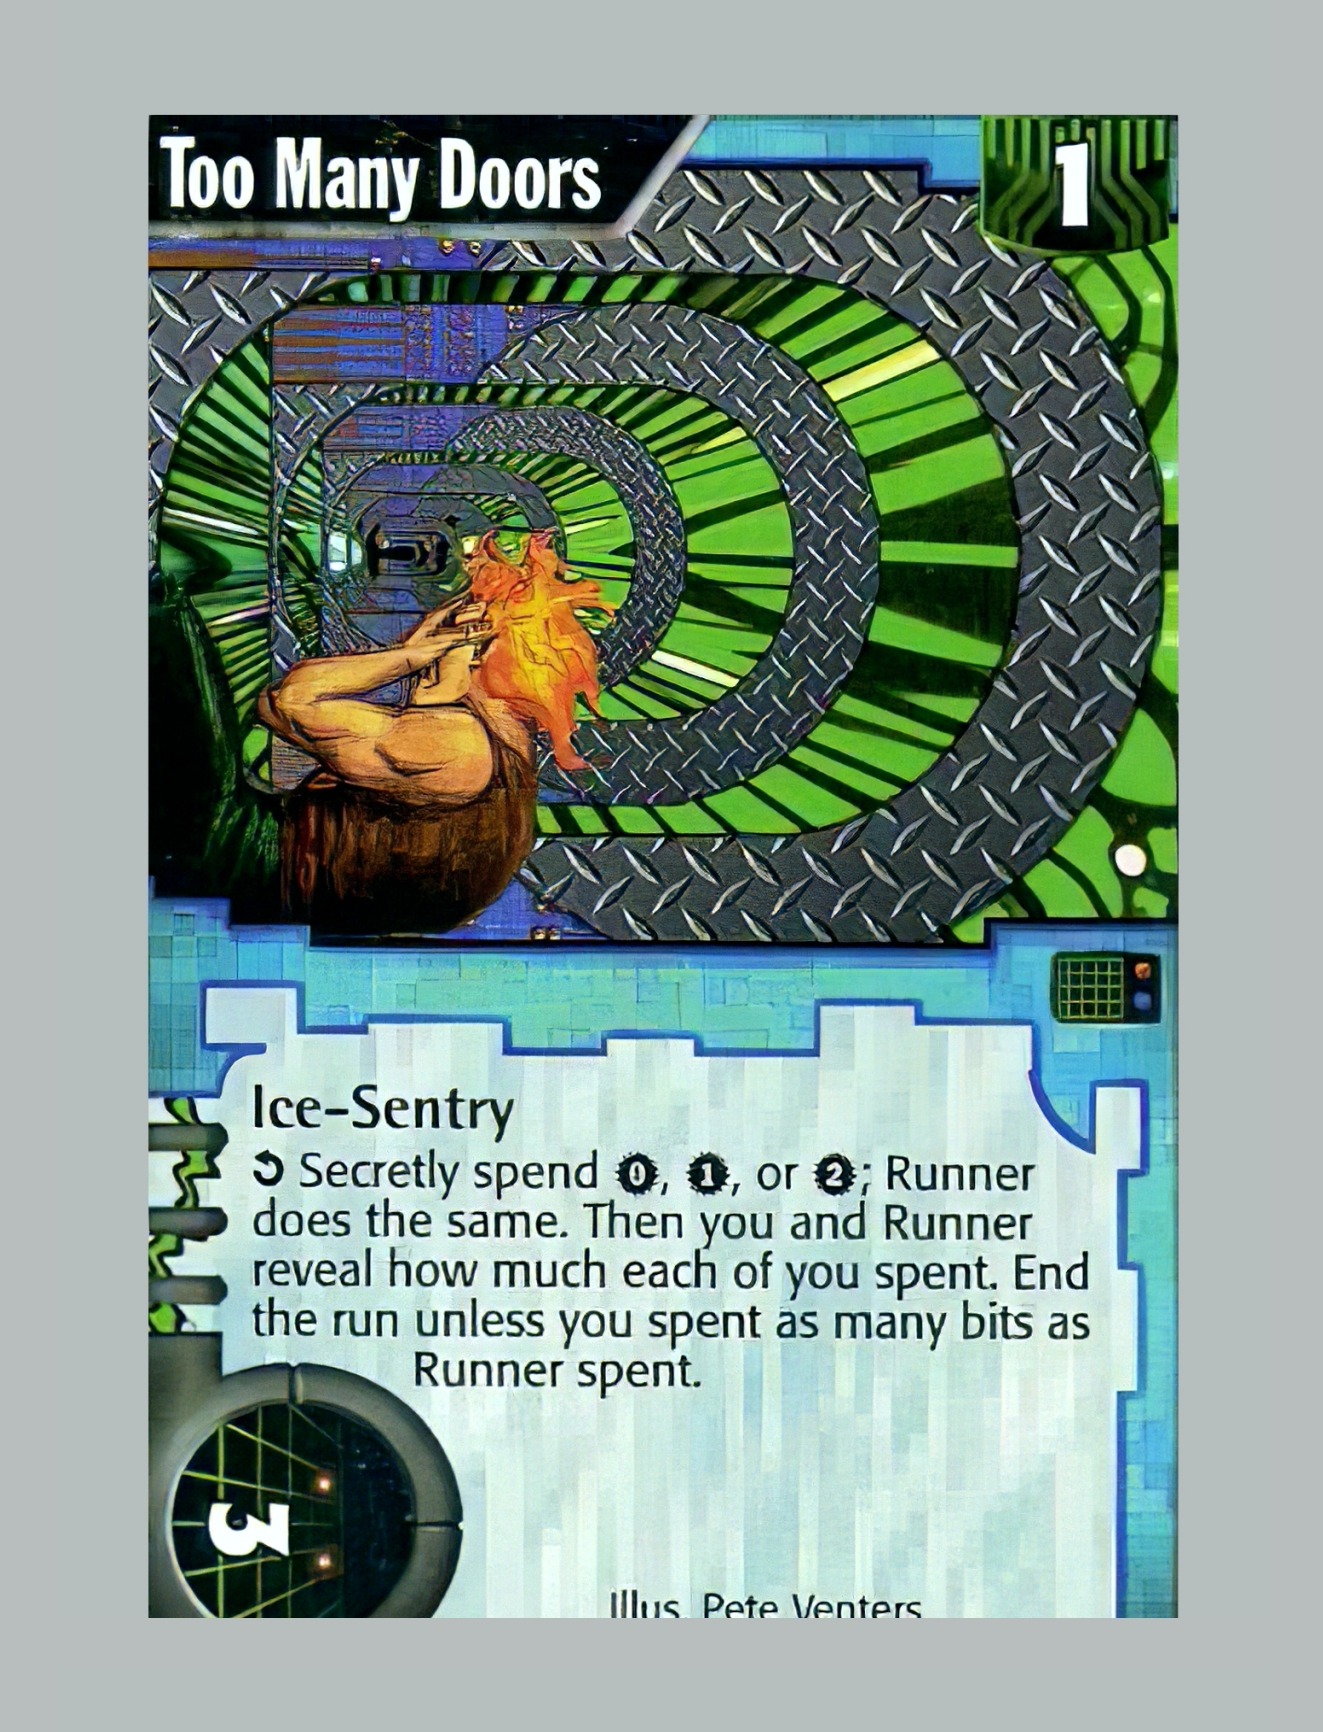 Too Many Doors
1
Ice-Sentry
Secretly spend 0, 1, or 2; Runner
does the same. Then you and Runner
reveal how much each of you spent. End
the run unless you spent as many bits as
Runner spent.
3
Illus. Pete Venters